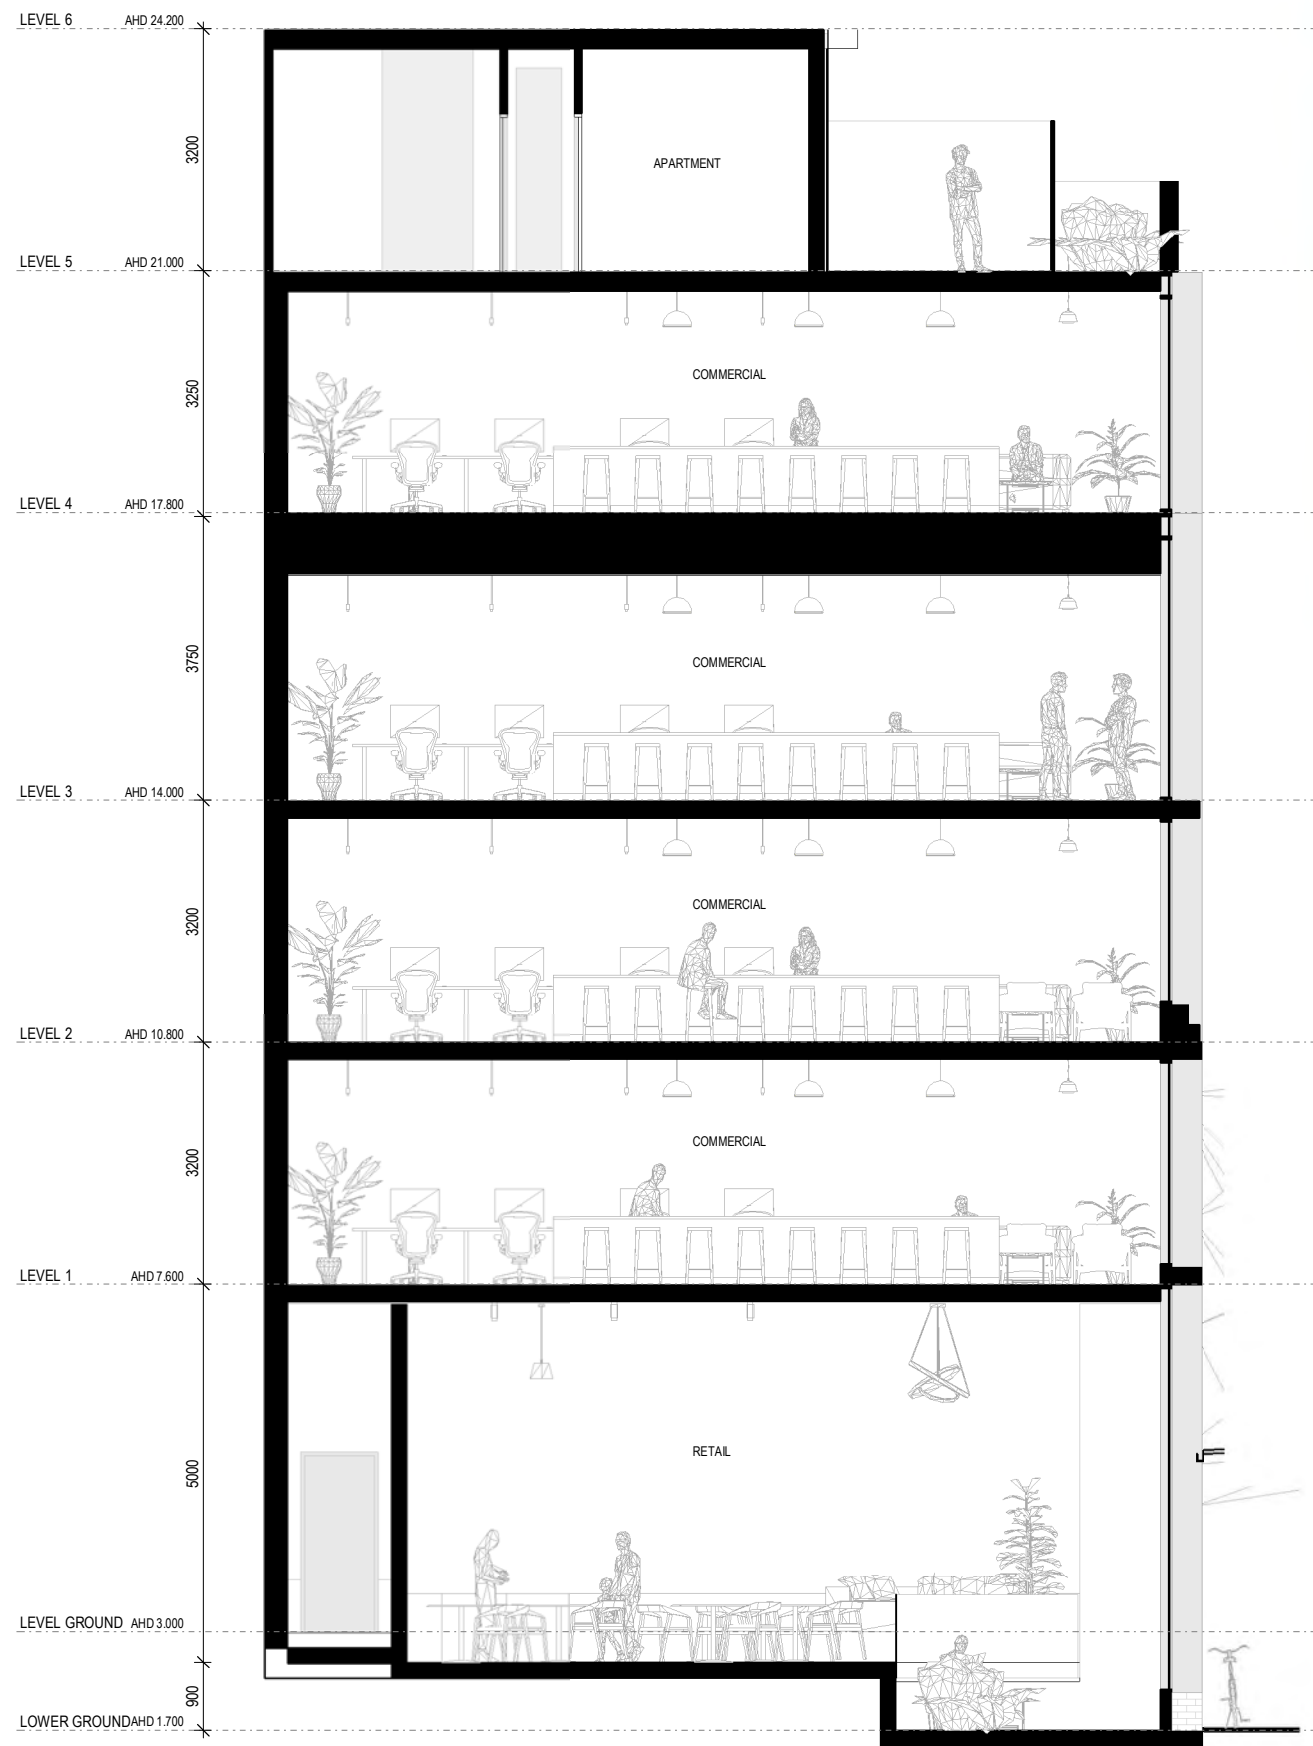 LEVEL 6 AHD 24.200
3200
APARTMENT
LEVEL 5 AHD 21.000
COMMERCIAL
3250
LEVEL 4 AHD 17.800
3750
COMMERCIAL
LEVEL 3 AHD 14.000
COMMERCIAL
3200
LEVEL 2 AHD 10.800
COMMERCIAL
3200
LEVEL 1 AHD 7.600
RETAIL
5000
LEVEL GROUND AHD 3.000
900
LOWER GROUND AHD 1.700